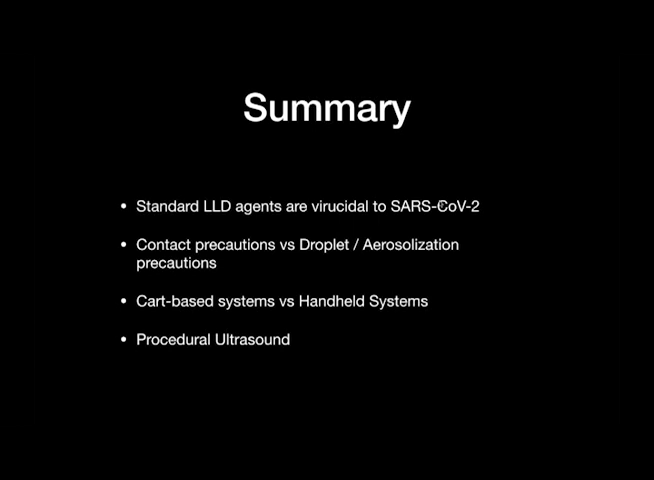 Summary
• Standard LLD agents are virucidal to SARS-CoV-2
• Contact precautions vs Droplet / Aerosolization
precautions
• Cart-based systems vs Handheld Systems
• Procedural Ultrasound